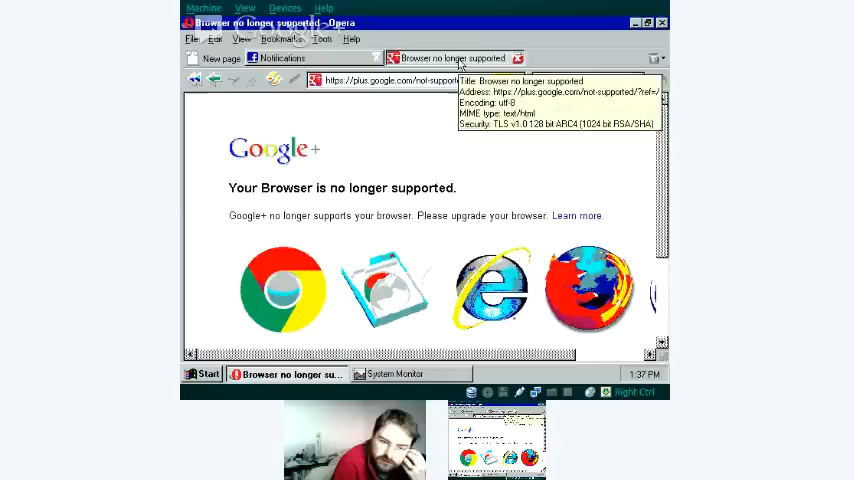 Machine View Devices Help
Browser no longer supported - Opera
Google+
File Edit View Bookmarks Tools Help
New page Notifications Browser no longer supported
https://plus.google.com/not-support
Title: Browser no longer supported
Address: https://plus.google.com/not-supported/?ref=/
Encoding: utf-8
MIME type: text/html
Security: TLS v1.0 128 bit ARC4 (1024 bit RSA/SHA)
Google+
Your Browser is no longer supported.
Google+ no longer supports your browser. Please upgrade your browser. Learn more.
Start Browser no longer su... System Monitor 1:37 PM
Right Ctrl